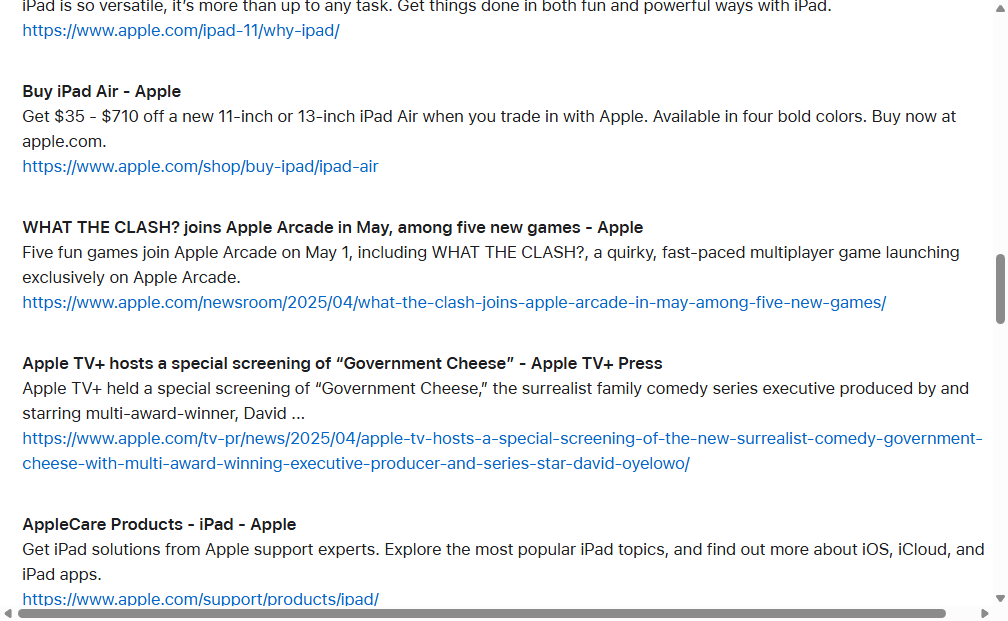 iPad is so versatile, it's more than up to any task. Get things done in both fun and powerful ways with iPad.
https://www.apple.com/ipad-11/why-ipad/
Buy iPad Air - Apple
Get $35 - $710 off a new 11-inch or 13-inch iPad Air when you trade in with Apple. Available in four bold colors. Buy now at
apple.com.
https://www.apple.com/shop/buy-ipad/ipad-air
WHAT THE CLASH? joins Apple Arcade in May, among five new games - Apple
Five fun games join Apple Arcade on May 1, including WHAT THE CLASH?, a quirky, fast-paced multiplayer game launching
exclusively on Apple Arcade.
https://www.apple.com/newsroom/2025/04/what-the-clash-joins-apple-arcade-in-may-among-five-new-games/
Apple TV+ hosts a special screening of “Government Cheese” - Apple TV+ Press
Apple TV+ held a special screening of “Government Cheese,” the surrealist family comedy series executive produced by and
starring multi-award-winner, David ...
https://www.apple.com/tv-pr/news/2025/04/apple-tv-hosts-a-special-screening-of-the-new-surrealist-comedy-government-
cheese-with-multi-award-winning-executive-producer-and-series-star-david-oyelowo/
AppleCare Products - iPad - Apple
Get iPad solutions from Apple support experts. Explore the most popular iPad topics, and find out more about iOS, iCloud, and
iPad apps.
https://www.apple.com/support/products/ipad/